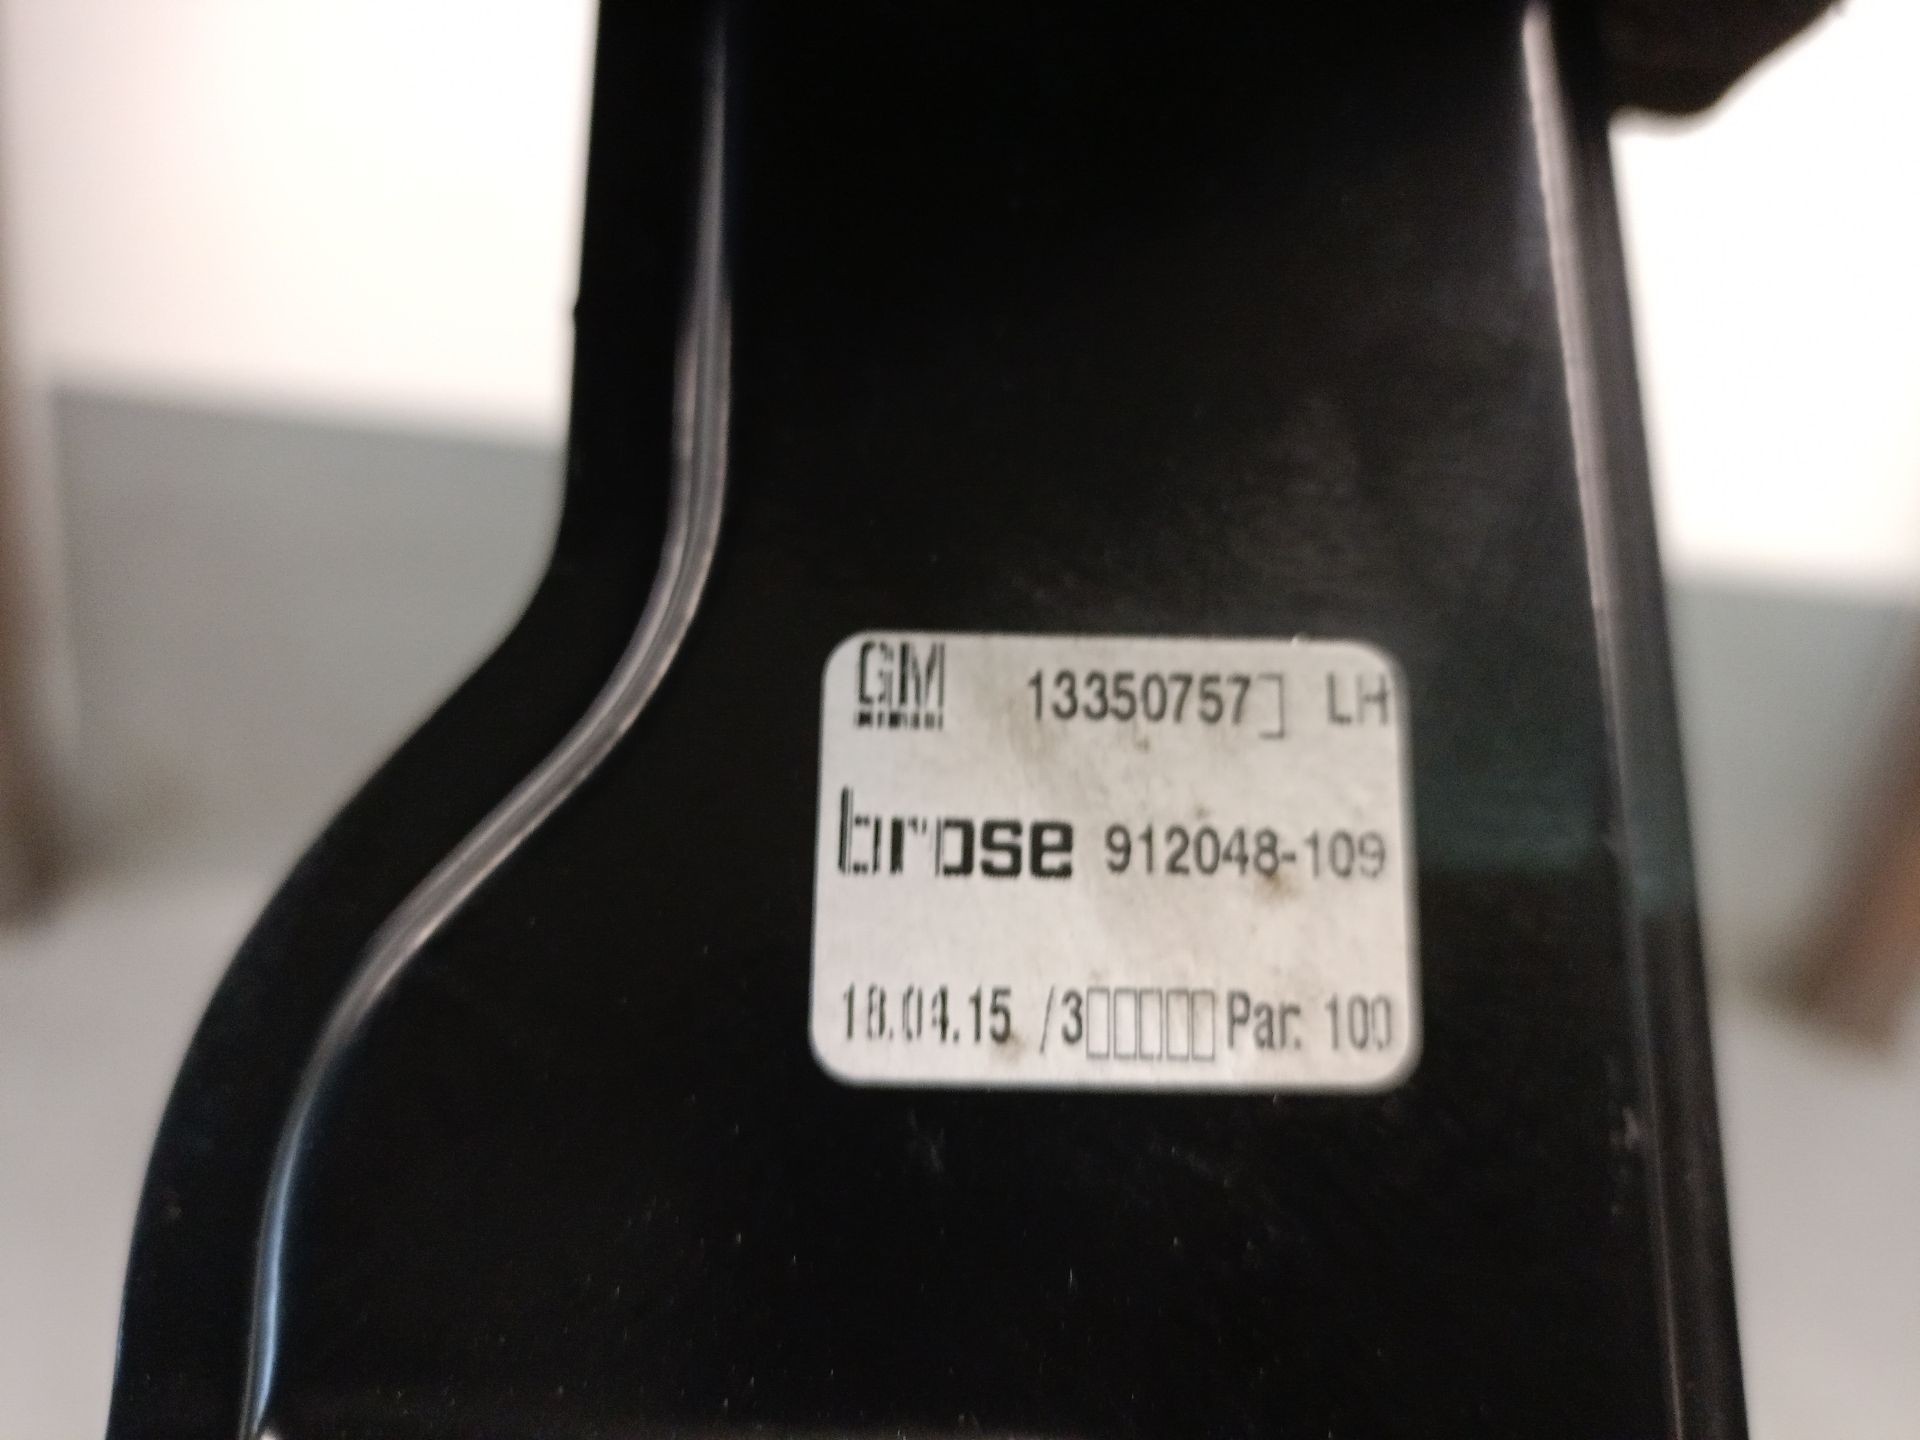 GM 13350757 LH
brose 912048-109
18.04.15 /3▯▯▯▯▯ Par. 100